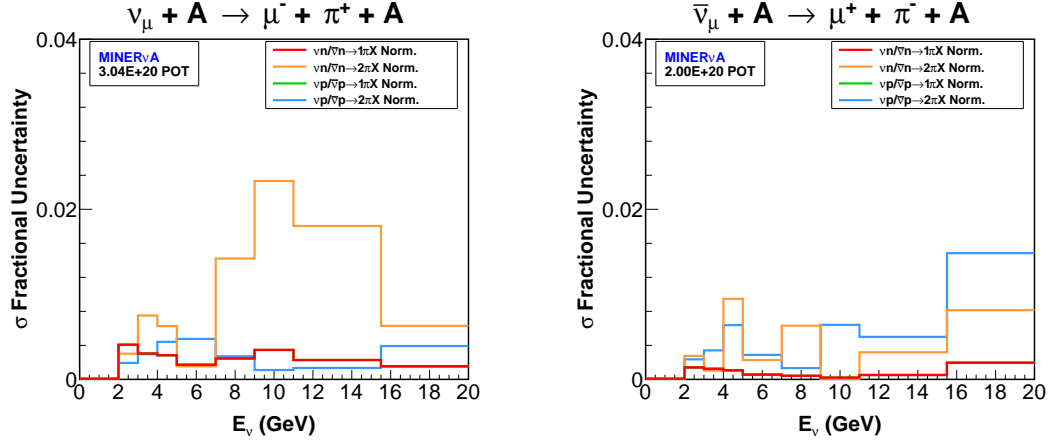 ν_μ + A → μ⁻ + π⁺ + A
MINERνA
3.04E+20 POT
νn/ν̅n→1πX Norm.
νn/ν̅n→2πX Norm.
νp/ν̅p→1πX Norm.
νp/ν̅p→2πX Norm.
σ Fractional Uncertainty
0.04
0.02
0
0 2 4 6 8 10 12 14 16 18 20
E_ν (GeV)
ν̅_μ + A → μ⁺ + π⁻ + A
MINERνA
2.00E+20 POT
νn/ν̅n→1πX Norm.
νn/ν̅n→2πX Norm.
νp/ν̅p→1πX Norm.
νp/ν̅p→2πX Norm.
σ Fractional Uncertainty
0.04
0.02
0
0 2 4 6 8 10 12 14 16 18 20
E_ν (GeV)